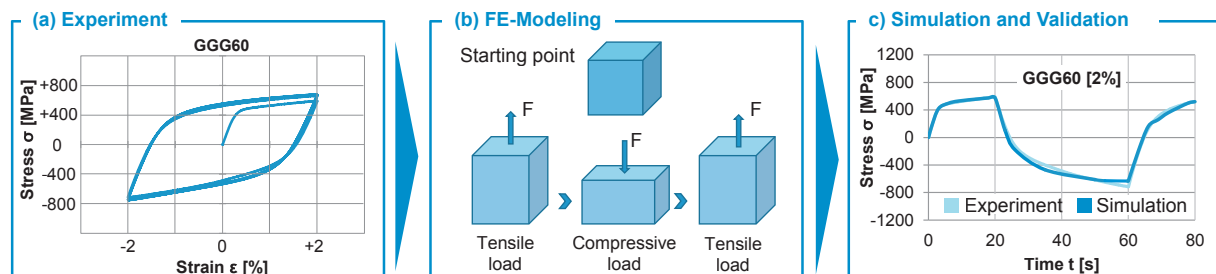 (a) Experiment
GGG60
Stress σ [MPa]
+800
+400
0
-400
-800
-2
0
+2
Strain ε [%]
(b) FE-Modeling
Starting point
F
F
F
Tensile
load
Compressive
load
Tensile
load
c) Simulation and Validation
GGG60 [2%]
Stress σ [MPa]
1200
800
400
0
-400
-800
-1200
Experiment
Simulation
0
20
40
60
80
Time t [s]